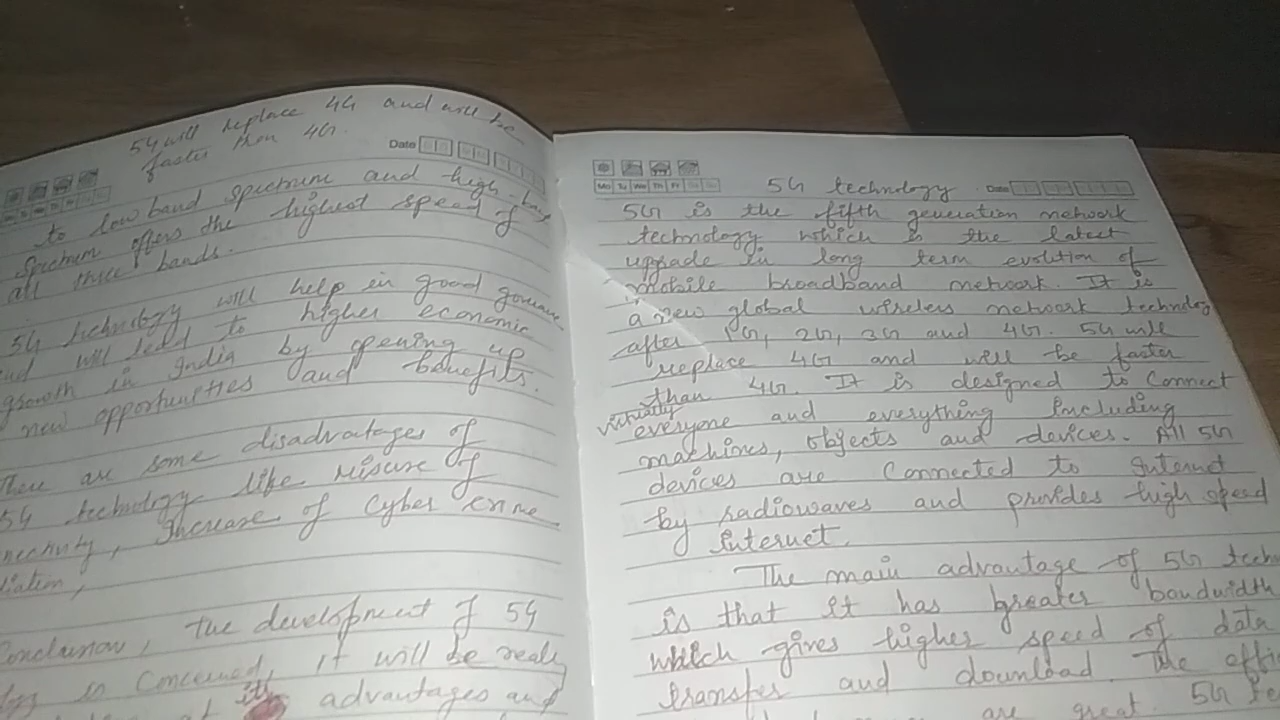 5G will replace 4G and will be
faster than 4G.
Date
to low band spectrum and high band
Spectrum offers the highest speed of
all three bands.
5G technology will help in good
and will lead to higher economic
growth in India by opening up
new opportunities and benefits.
There are some disadvatages of
5G technology like misuse of
Increase of Cyber crime
Conclusion, the development of 5G
is concerned, it will be really
advantages and
Mo Tu We Th Fr
5G technology
Date
5G is the fifth generation network
technology which is the latest
upgrade in long term evolution of
mobile broadband network. It is
a new global wireless network technology
after 1G, 2G, 3G and 4G. 5G will
replace 4G and will be faster
than 4G. It is designed to Connect
virtually
everyone and everything including
machines, objects and devices. All 5G
devices are Connected to Internet
by radiowaves and provides high speed
internet.
The main advantage of 5G tech
is that it has greater bandwidth
which gives higher speed of data
transfer and download. The
are great. 5G